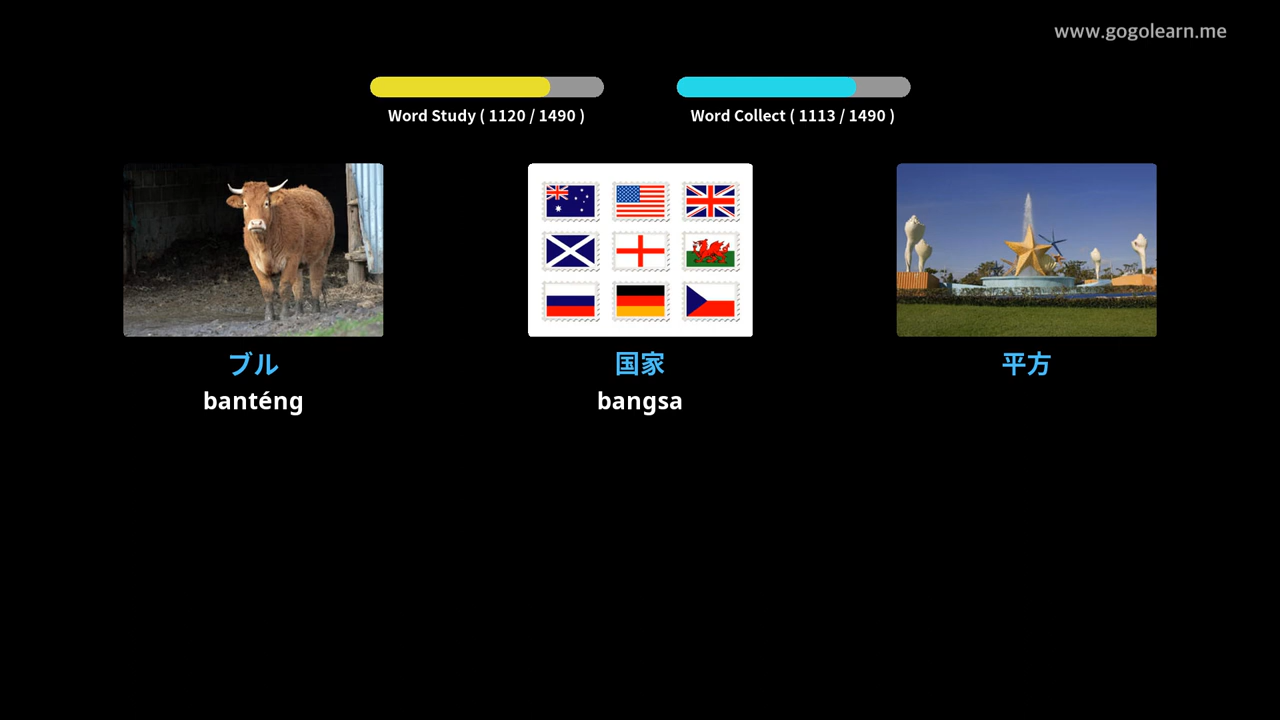 www.gogolearn.me
Word Study ( 1120 / 1490 )
Word Collect ( 1113 / 1490 )
ブル
国家
平方
banténg
bangsa